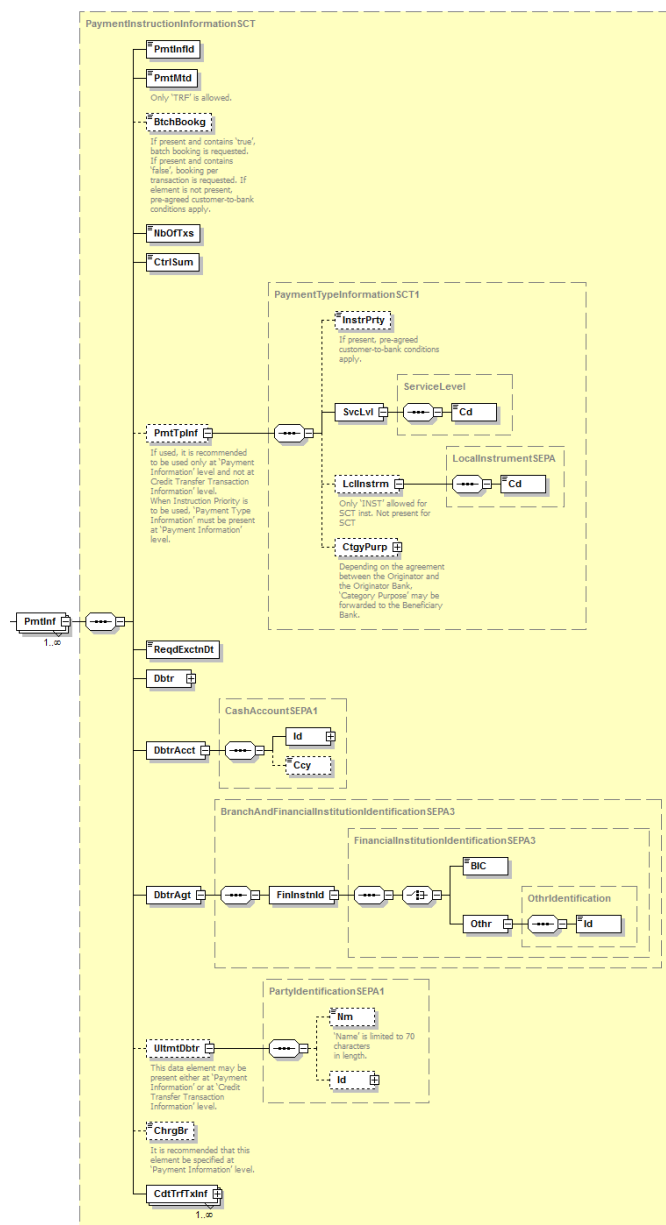 PaymentInstructionInformationSCT
PmtInfId
PmtMtd
Only 'TRF' is allowed.
BtchBookg
If present and contains 'true',
batch booking is requested.
If present and contains
'false', booking per
transaction is requested. If
element is not present,
pre-agreed customer-to-bank
conditions apply.
NbOfTxs
CtrlSum
PaymentTypeInformationSCT1
InstrPrty
If present, pre-agreed
customer-to-bank conditions
apply.
ServiceLevel
SvcLvl
Cd
PmtTpInf
If used, it is recommended
to be used only at 'Payment
Information' level and not at
Credit Transfer Transaction
Information' level.
When Instruction Priority is
to be used, 'Payment Type
Information' must be present
at 'Payment Information'
level.
LocalInstrumentSEPA
LclInstrm
Cd
Only 'INST' allowed for
SCT inst. Not present for
SCT
CtgyPurp
Depending on the agreement
between the Originator and
the Originator Bank,
'Category Purpose' may be
forwarded to the Beneficiary
Bank.
PmtInf
1..∞
ReqdExctnDt
Dbtr
CashAccountSEPA1
DbtrAcct
Id
Ccy
BranchAndFinancialInstitutionIdentificationSEPA3
FinancialInstitutionIdentificationSEPA3
BIC
DbtrAgt
FinInstnId
OthrIdentification
Othr
Id
PartyIdentificationSEPA1
Nm
'Name' is limited to 70
characters
in length.
UltmtDbtr
This data element may be
present either at 'Payment
Information' or at 'Credit
Transfer Transaction
Information' level.
Id
ChrgBr
It is recommended that this
element be specified at
'Payment Information' level.
CdtTrfTxInf
1..∞